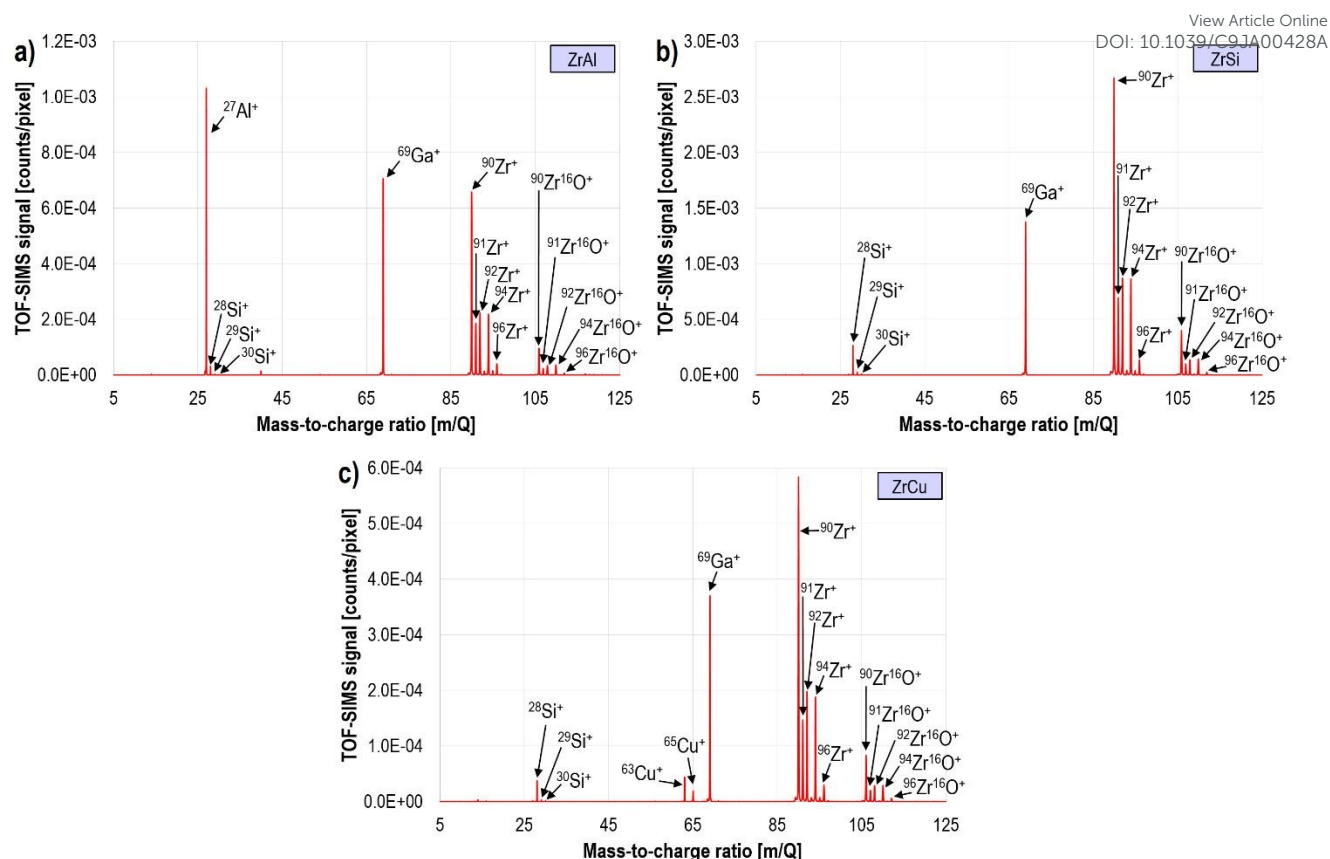 View Article Online
DOI: 10.1039/C9JA00428A
a)
ZrAl
TOF-SIMS signal [counts/pixel]
1.2E-03
1.0E-03
8.0E-04
6.0E-04
4.0E-04
2.0E-04
0.0E+00
²⁷Al⁺
²⁸Si⁺
²⁹Si⁺
³⁰Si⁺
⁶⁹Ga⁺
⁹⁰Zr⁺
⁹¹Zr⁺
⁹²Zr⁺
⁹⁴Zr⁺
⁹⁶Zr⁺
⁹⁰Zr¹⁶O⁺
⁹¹Zr¹⁶O⁺
⁹²Zr¹⁶O⁺
⁹⁴Zr¹⁶O⁺
⁹⁶Zr¹⁶O⁺
5 25 45 65 85 105 125
Mass-to-charge ratio [m/Q]
b)
ZrSi
TOF-SIMS signal [counts/pixel]
3.0E-03
2.5E-03
2.0E-03
1.5E-03
1.0E-03
5.0E-04
0.0E+00
²⁸Si⁺
²⁹Si⁺
³⁰Si⁺
⁶⁹Ga⁺
⁹⁰Zr⁺
⁹¹Zr⁺
⁹²Zr⁺
⁹⁴Zr⁺
⁹⁶Zr⁺
⁹⁰Zr¹⁶O⁺
⁹¹Zr¹⁶O⁺
⁹²Zr¹⁶O⁺
⁹⁴Zr¹⁶O⁺
⁹⁶Zr¹⁶O⁺
5 25 45 65 85 105 125
Mass-to-charge ratio [m/Q]
c)
ZrCu
TOF-SIMS signal [counts/pixel]
6.0E-04
5.0E-04
4.0E-04
3.0E-04
2.0E-04
1.0E-04
0.0E+00
²⁸Si⁺
²⁹Si⁺
³⁰Si⁺
⁶³Cu⁺
⁶⁵Cu⁺
⁶⁹Ga⁺
⁹⁰Zr⁺
⁹¹Zr⁺
⁹²Zr⁺
⁹⁴Zr⁺
⁹⁶Zr⁺
⁹⁰Zr¹⁶O⁺
⁹¹Zr¹⁶O⁺
⁹²Zr¹⁶O⁺
⁹⁴Zr¹⁶O⁺
⁹⁶Zr¹⁶O⁺
5 25 45 65 85 105 125
Mass-to-charge ratio [m/Q]